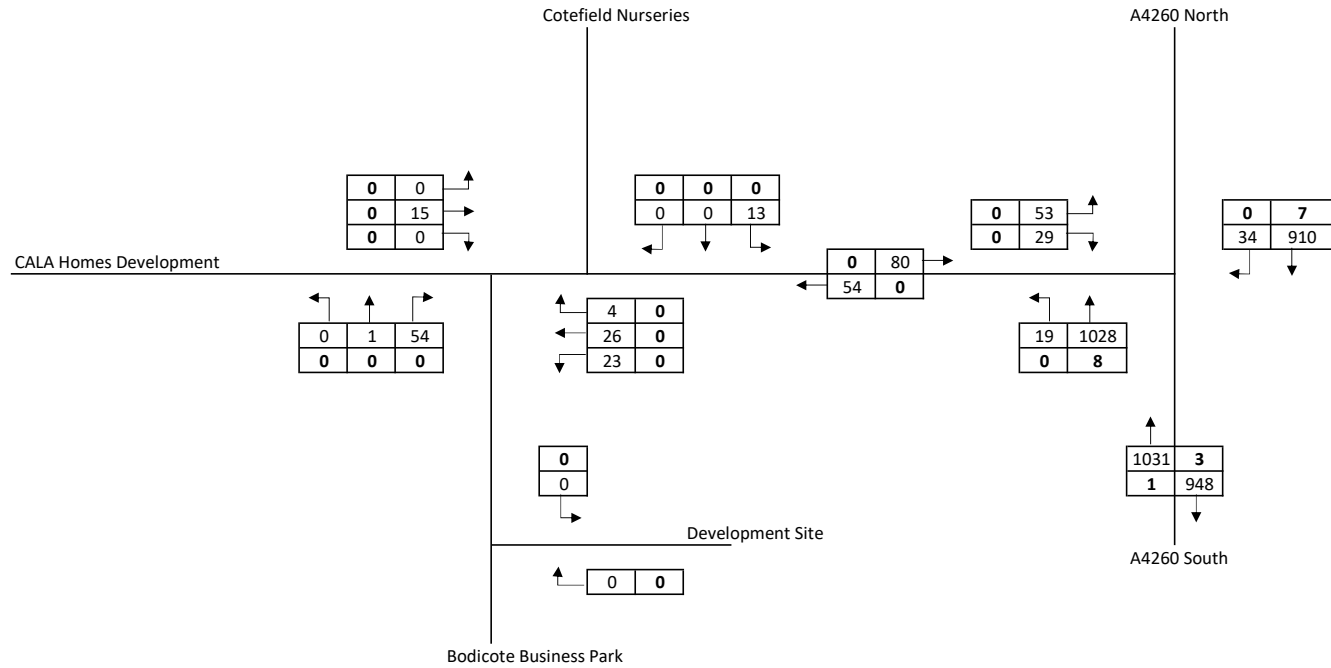 Cotefield Nurseries A4260 North
0 0 0 0 0
0 15 0 0 13 0 53 0 7
0 0 0 29 34 910
CALA Homes Development 0 80
54 0
4 0
0 1 54 26 0 19 1028
0 0 0 23 0 0 8
0 1031 3
0 1 948
Development Site
A4260 South
0 0
Bodicote Business Park